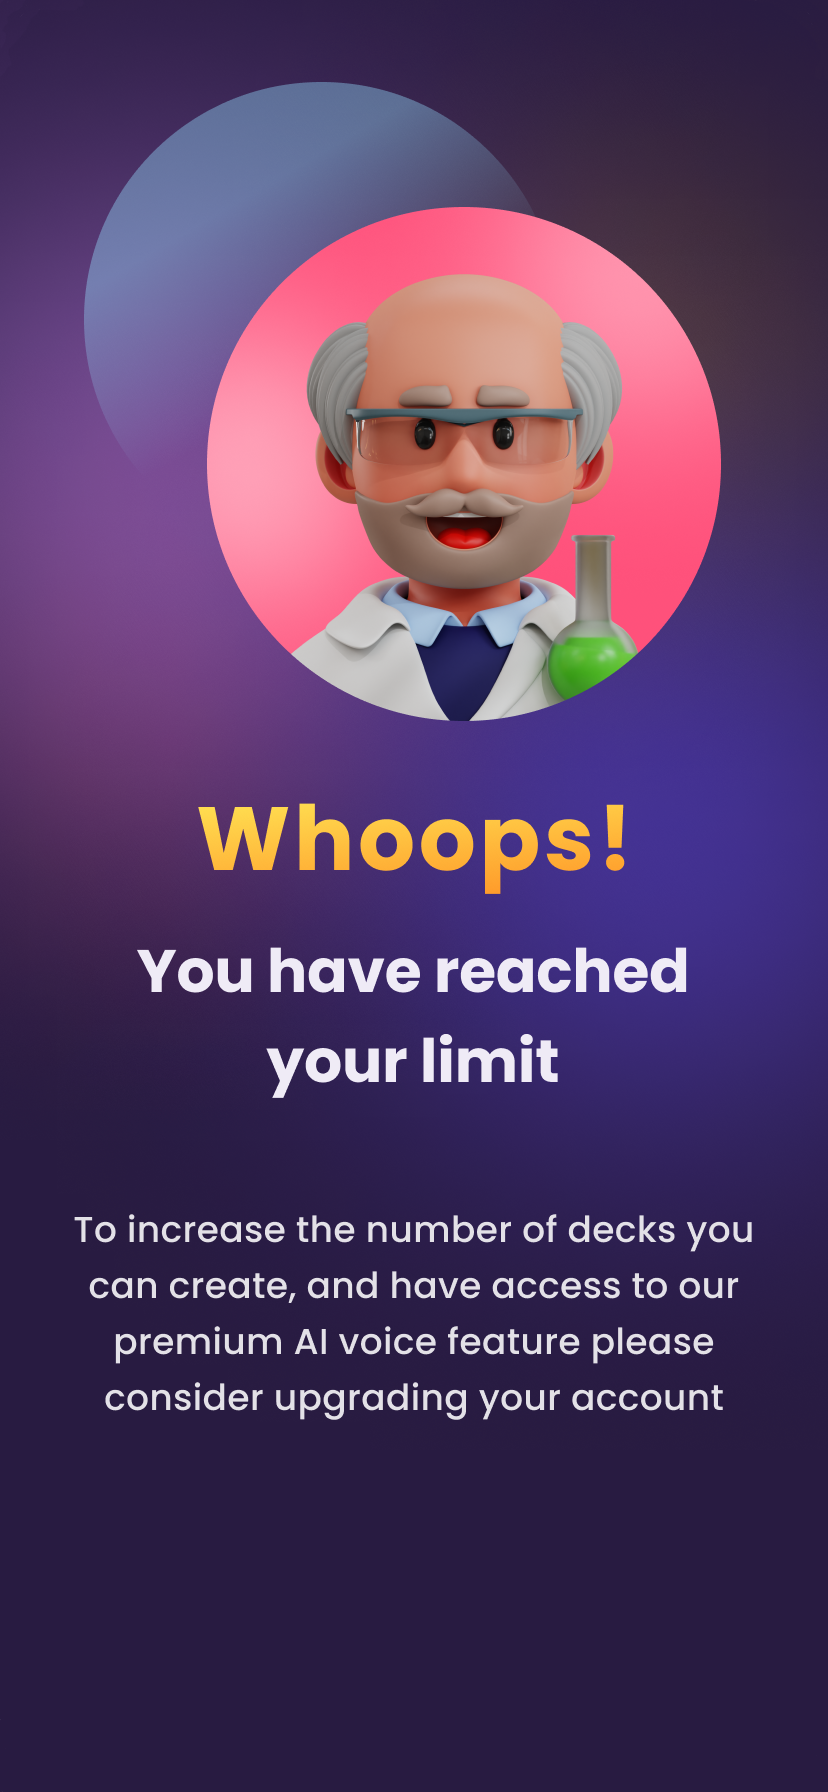 Whoops!
You have reached
your limit
To increase the number of decks you
can create, and have access to our
premium AI voice feature please
consider upgrading your account